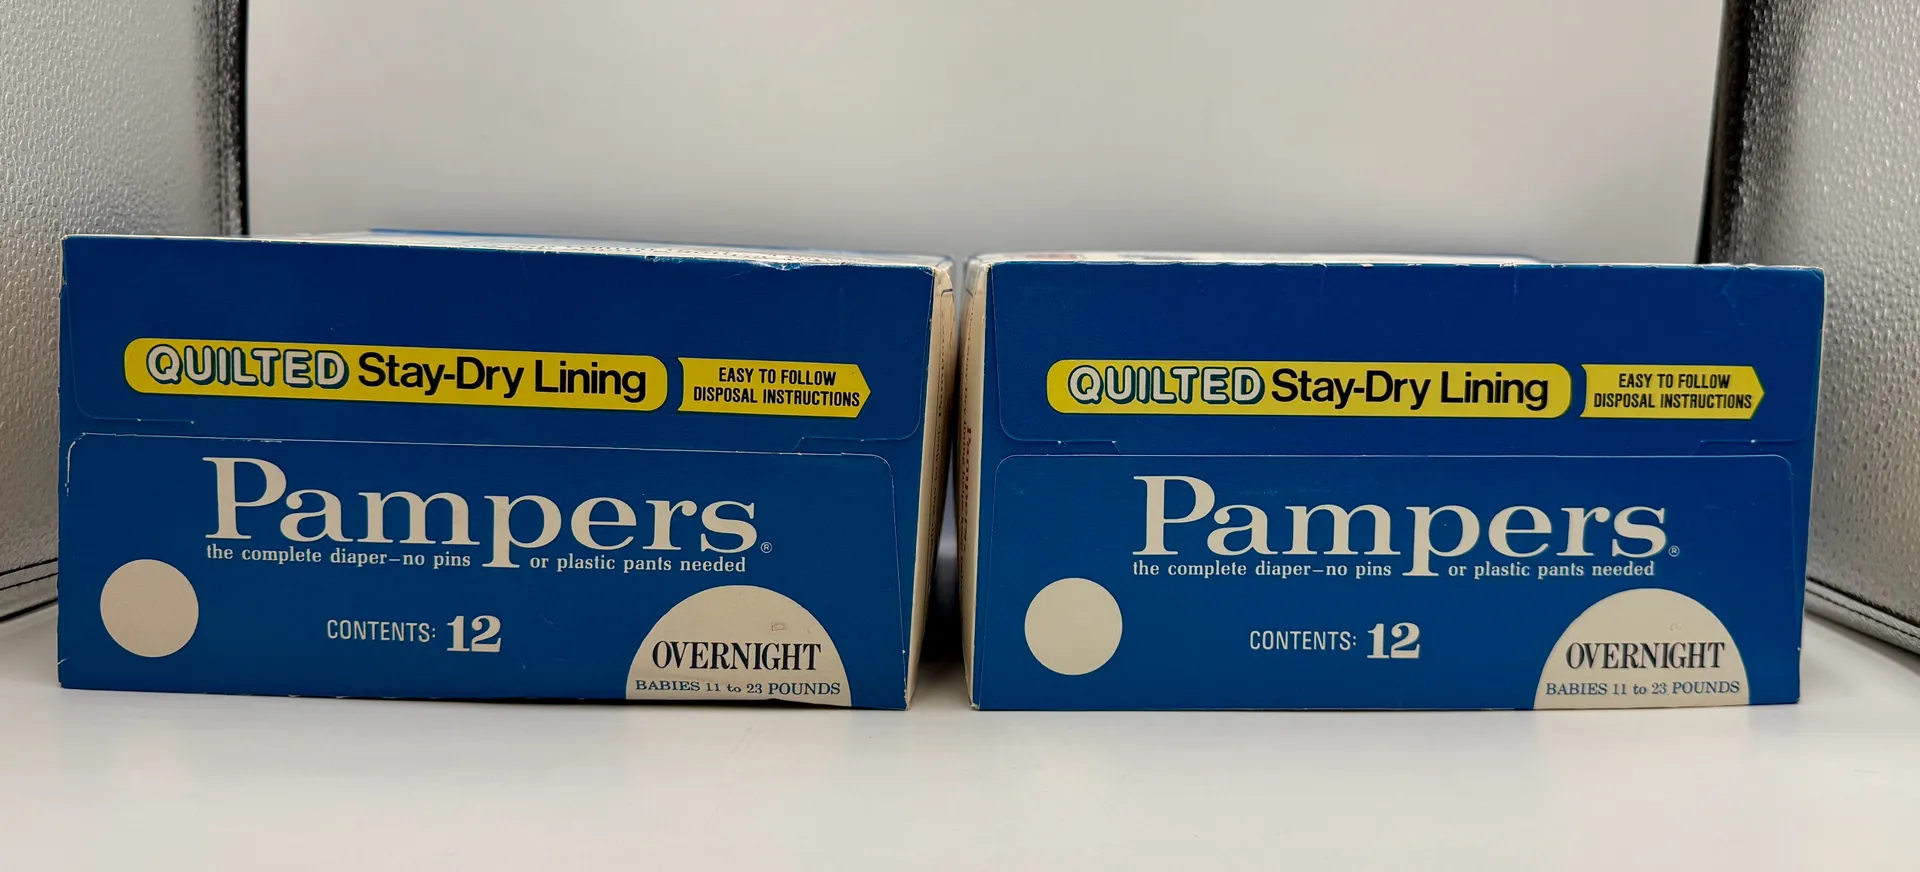 QUILTED Stay-Dry Lining
EASY TO FOLLOW
DISPOSAL INSTRUCTIONS
Pampers®
the complete diaper–no pins or plastic pants needed
CONTENTS: 12
OVERNIGHT
BABIES 11 to 23 POUNDS
QUILTED Stay-Dry Lining
EASY TO FOLLOW
DISPOSAL INSTRUCTIONS
Pampers®
the complete diaper–no pins or plastic pants needed
CONTENTS: 12
OVERNIGHT
BABIES 11 to 23 POUNDS